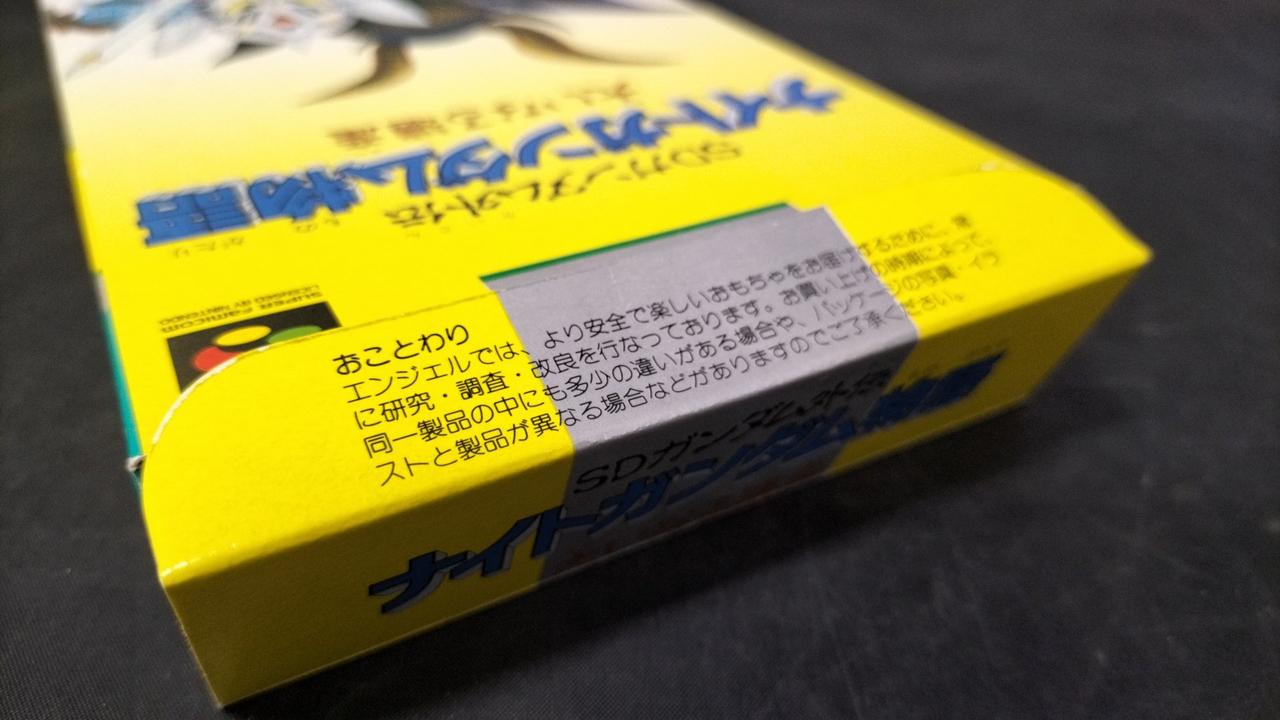 大いなる遺産
ナイトガンダム物語
がたり
SDガンダム外伝
SUPER FAMICOM
LICENSED BY NINTENDO
おことわり
エンジェルでは、より安全で楽しいおもちゃをお届けするために、常
に研究・調査・改良を行なっております。お買い上げの時期によって、
同一製品の中にも多少の違いがある場合や、パッケージの写真・イラ
ストと製品が異なる場合などがありますのでご了承ください。
SDガンダム外伝
ナイトガンダム物語